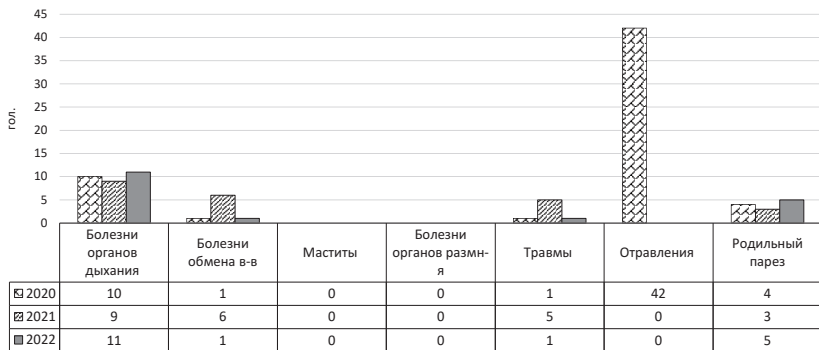 45
40
35
30
25
20
15
10
5
0
гол.
Болезни
органов
дыхания
Болезни
обмена в-в
Маститы
Болезни
органов размн-
я
Травмы
Отравления
Родильный
парез
2020 10 1 0 0 1 42 4
2021 9 6 0 0 5 0 3
2022 11 1 0 0 1 0 5